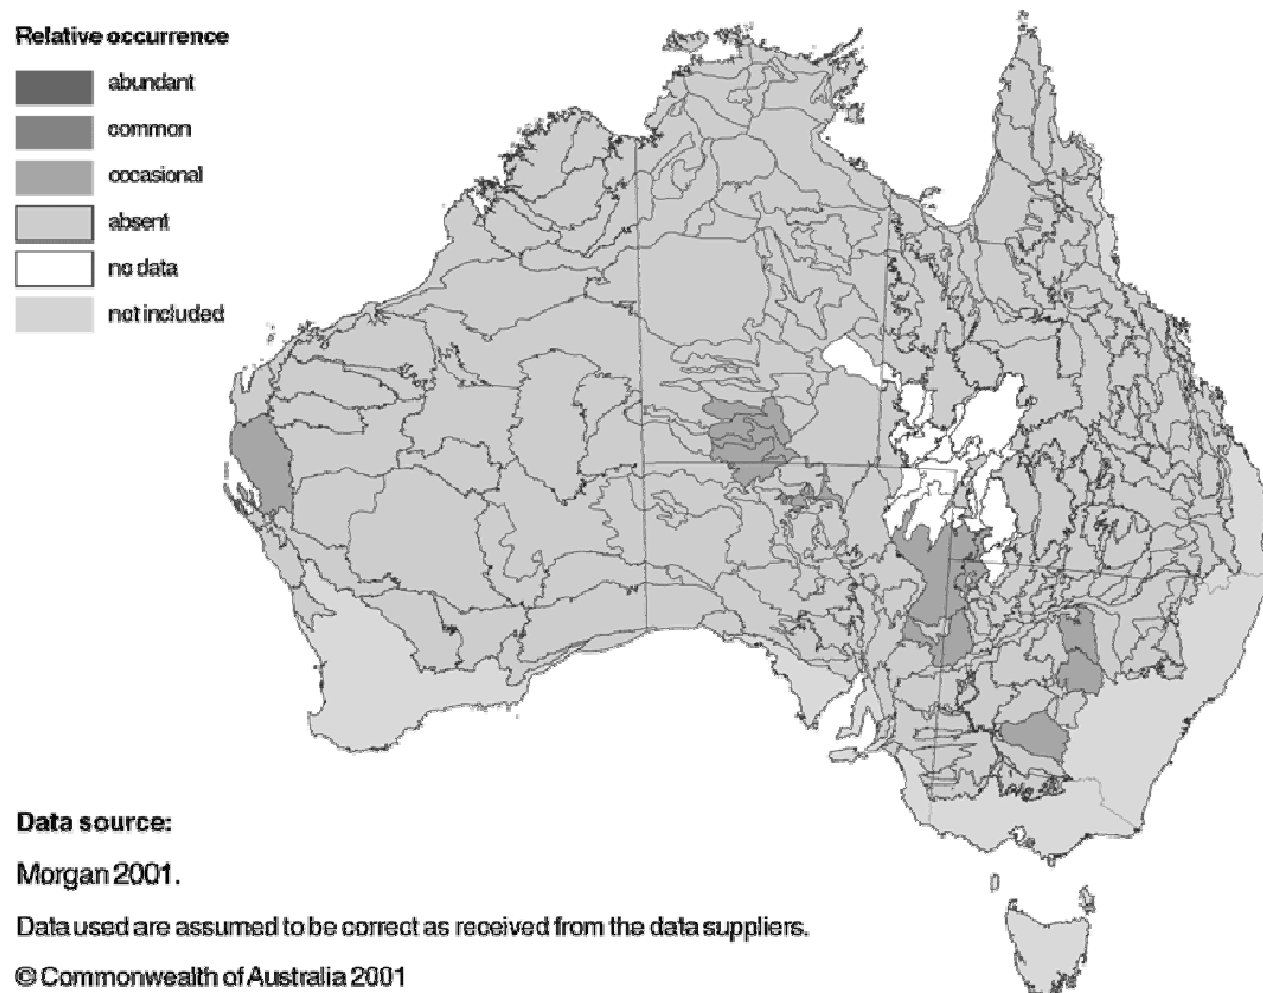 Relative occurrence
abundant
common
occasional
absent
no data
not included
Data source:
Morgan 2001.
Data used are assumed to be correct as received from the data suppliers.
© Commonwealth of Australia 2001